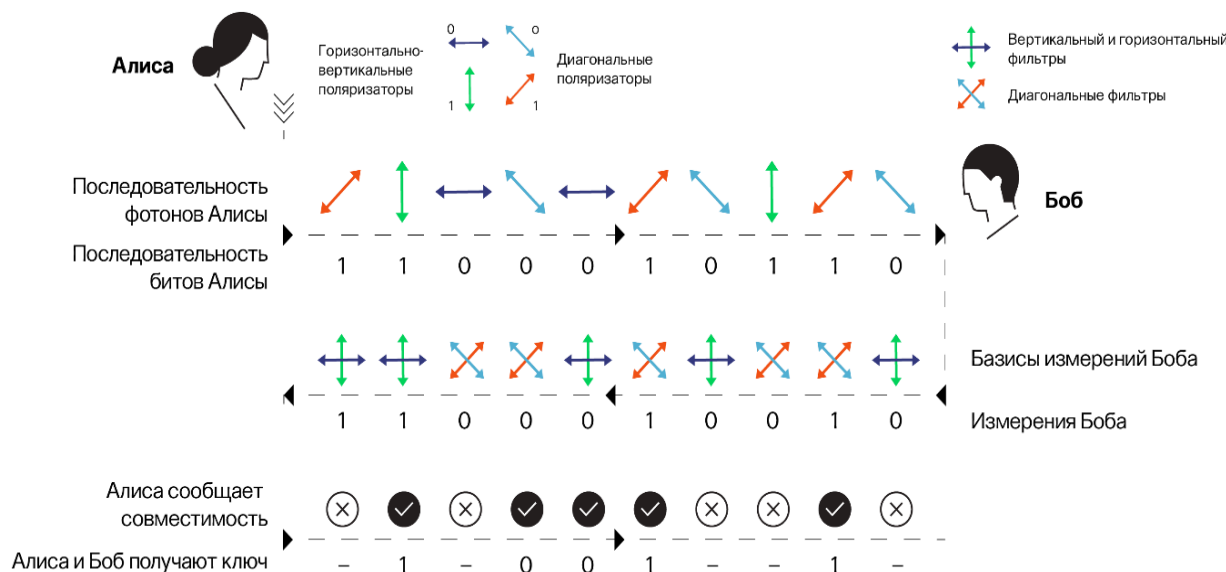 Алиса
Горизонтально-
вертикальные
поляризаторы
0 o
1 1
Диагональные
поляризаторы
Вертикальный и горизонтальный
фильтры
Диагональные фильтры
Боб
Последовательность
фотонов Алисы
Последовательность
битов Алисы
1 1 0 0 0 1 0 1 1 0
Базисы измерений Боба
1 1 0 0 0 1 0 0 1 0
Измерения Боба
Алиса сообщает
совместимость
Алиса и Боб получают ключ
– 1 – 0 0 1 – – 1 –